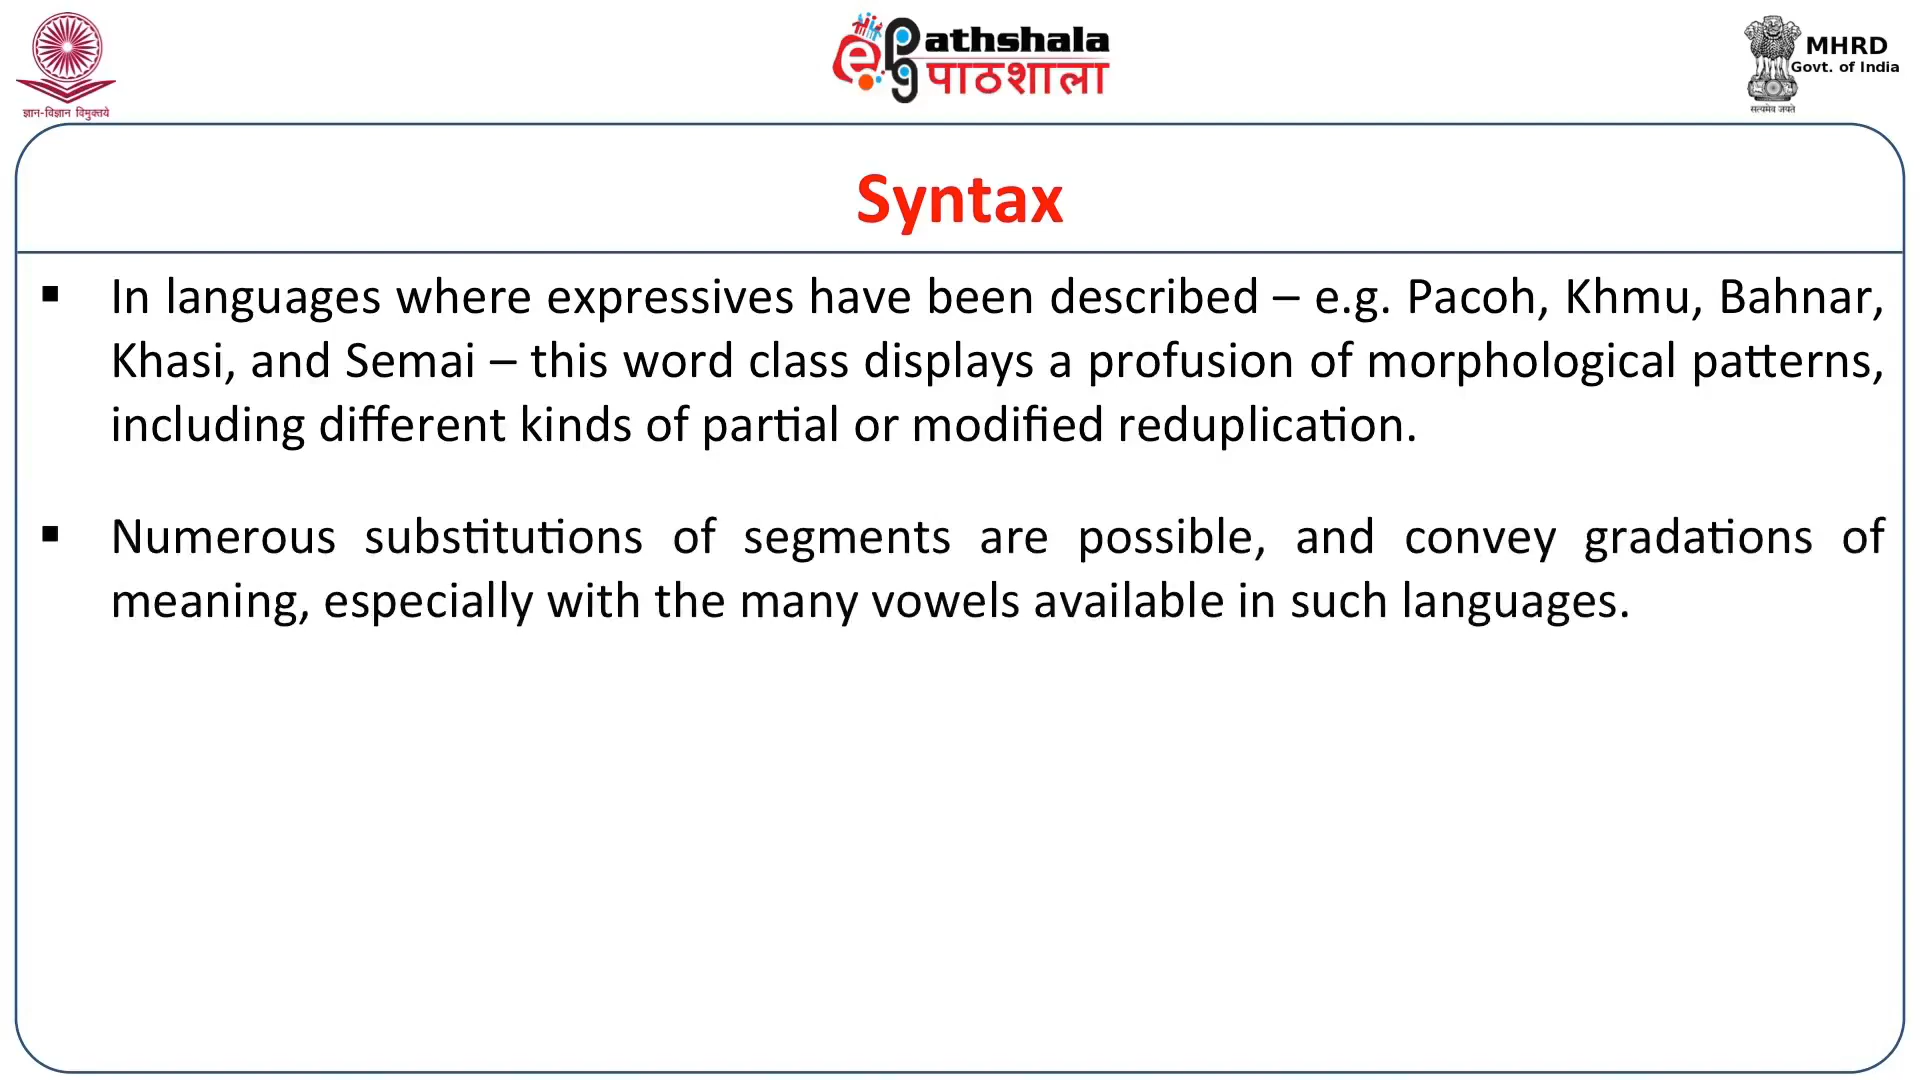 ज्ञान-विज्ञान विमुक्तये
e Pathshala
पाठशाला
MHRD
Govt. of India
सत्यमेव जयते
Syntax
▪ In languages where expressives have been described – e.g. Pacoh, Khmu, Bahnar,
Khasi, and Semai – this word class displays a profusion of morphological patterns,
including different kinds of partial or modified reduplication.
▪ Numerous substitutions of segments are possible, and convey gradations of
meaning, especially with the many vowels available in such languages.